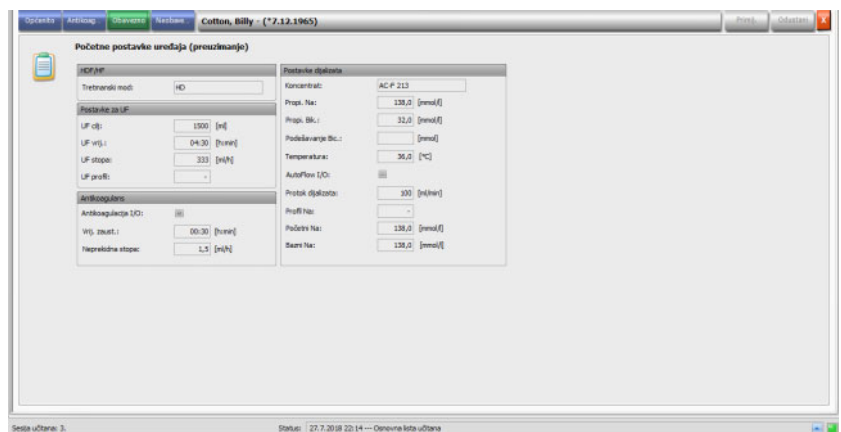 Općenito Antikoag. Obavezno Nastave. Cotton, Billy - (*7.12.1965) Primj. Odustani X
Početne postavke uređaja (preuzimanje)
HDF/HF
Tretmanski mod: HD
Postavke za UF
UF cilj: 1500 [ml]
UF vrij.: 04:30 [h:min]
UF stopa: 333 [ml/h]
UF profil: -
Antikoagulans
Antikoagulacija I/O:
Vrij. zaust.: 00:30 [h:min]
Neprekidna stopa: 1,5 [ml/h]
Postavke dijalizata
Koncentrat: AC-F 213
Propi. Na: 138,0 [mmol/l]
Propi. Bik.: 32,0 [mmol/l]
Podešavanje Bic.: [mmol]
Temperatura: 36,0 [°C]
AutoFlow I/O:
Protok dijalizata: 100 [ml/min]
Profil Na: -
Početni Na: 138,0 [mmol/l]
Bazni Na: 138,0 [mmol/l]
Sesija učitana: 3. Status: 27.7.2018 22:14 --- Osnovna lista učitana